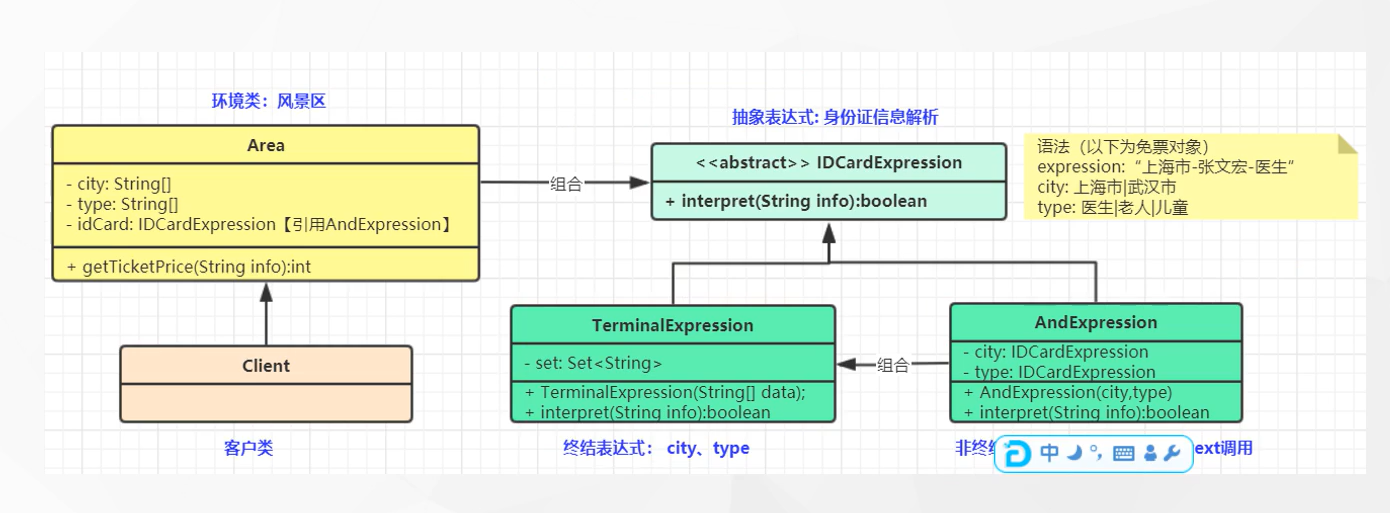 环境类：风景区
Area
- city: String[]
- type: String[]
- idCard: IDCardExpression【引用AndExpression】
+ getTicketPrice(String info):int
组合
抽象表达式: 身份证信息解析
<<abstract>> IDCardExpression
+ interpret(String info):boolean
语法（以下为免票对象）
expression:“上海市-张文宏-医生”
city: 上海市|武汉市
type: 医生|老人|儿童
Client
客户类
TerminalExpression
- set: Set<String>
+ TerminalExpression(String[] data);
+ interpret(String info):boolean
终结表达式： city、type
组合
AndExpression
- city: IDCardExpression
- type: IDCardExpression
+ AndExpression(city,type)
+ interpret(String info):boolean
非终
ext调用
中